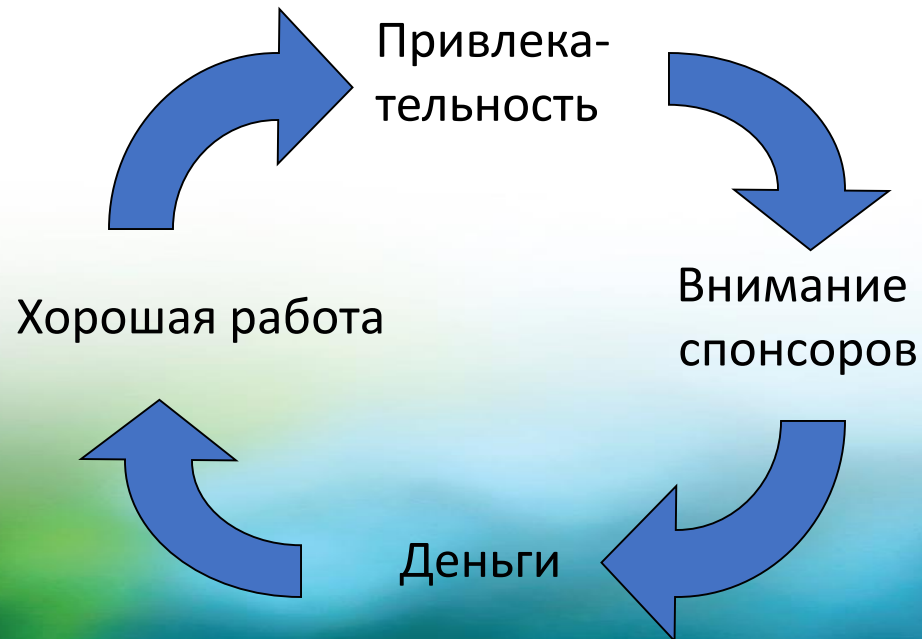 Привлека-
тельность
Внимание
спонсоров
Хорошая работа
Деньги